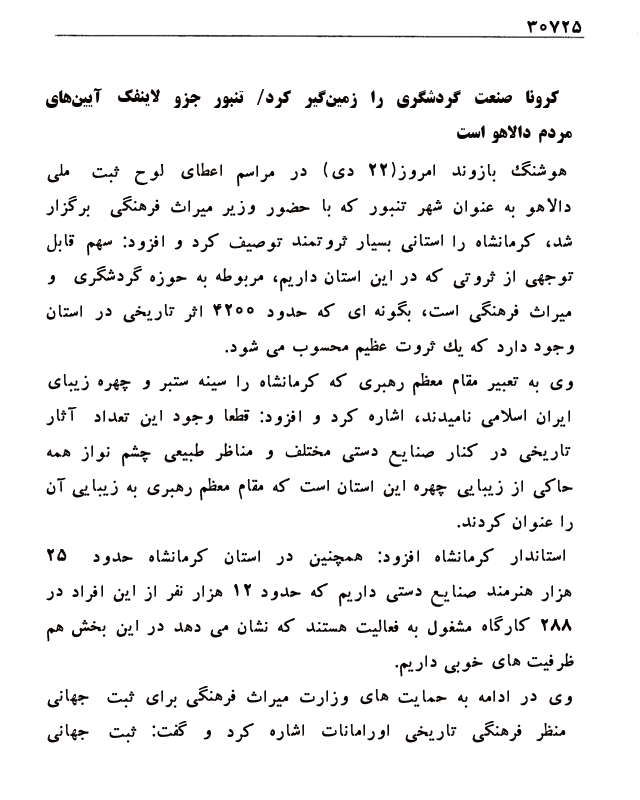 ۳۰۷۲۵
کرونا صنعت گردشگری را زمین‌گیر کرد/ تنبور جزو لاینفک آیین‌های
مردم دالاهو است
هوشنگ بازوند امروز(۲۲ دی) در مراسم اعطای لوح ثبت ملی
دالاهو به عنوان شهر تنبور که با حضور وزیر میراث فرهنگی برگزار
شد، کرمانشاه را استانی بسیار ثروتمند توصیف کرد و افزود: سهم قابل
توجهی از ثروتی که در این استان داریم، مربوطه به حوزه گردشگری و
میراث فرهنگی است، بگونه ای که حدود ۴۲۰۰ اثر تاریخی در استان
وجود دارد که یك ثروت عظیم محسوب می شود.
وی به تعبیر مقام معظم رهبری که کرمانشاه را سینه ستبر و چهره زیبای
ایران اسلامی نامیدند، اشاره کرد و افزود: قطعا وجود این تعداد آثار
تاریخی در کنار صنایع دستی مختلف و مناظر طبیعی چشم نواز همه
حاکی از زیبایی چهره این استان است که مقام معظم رهبری به زیبایی آن
را عنوان کردند.
استاندار کرمانشاه افزود: همچنین در استان کرمانشاه حدود ۲۵
هزار هنرمند صنایع دستی داریم که حدود ۱۲ هزار نفر از این افراد در
۲۸۸ کارگاه مشغول به فعالیت هستند که نشان می دهد در این بخش هم
ظرفیت های خوبی داریم.
وی در ادامه به حمایت های وزارت میراث فرهنگی برای ثبت جهانی
منظر فرهنگی تاریخی اورامانات اشاره کرد و گفت: ثبت جهانی